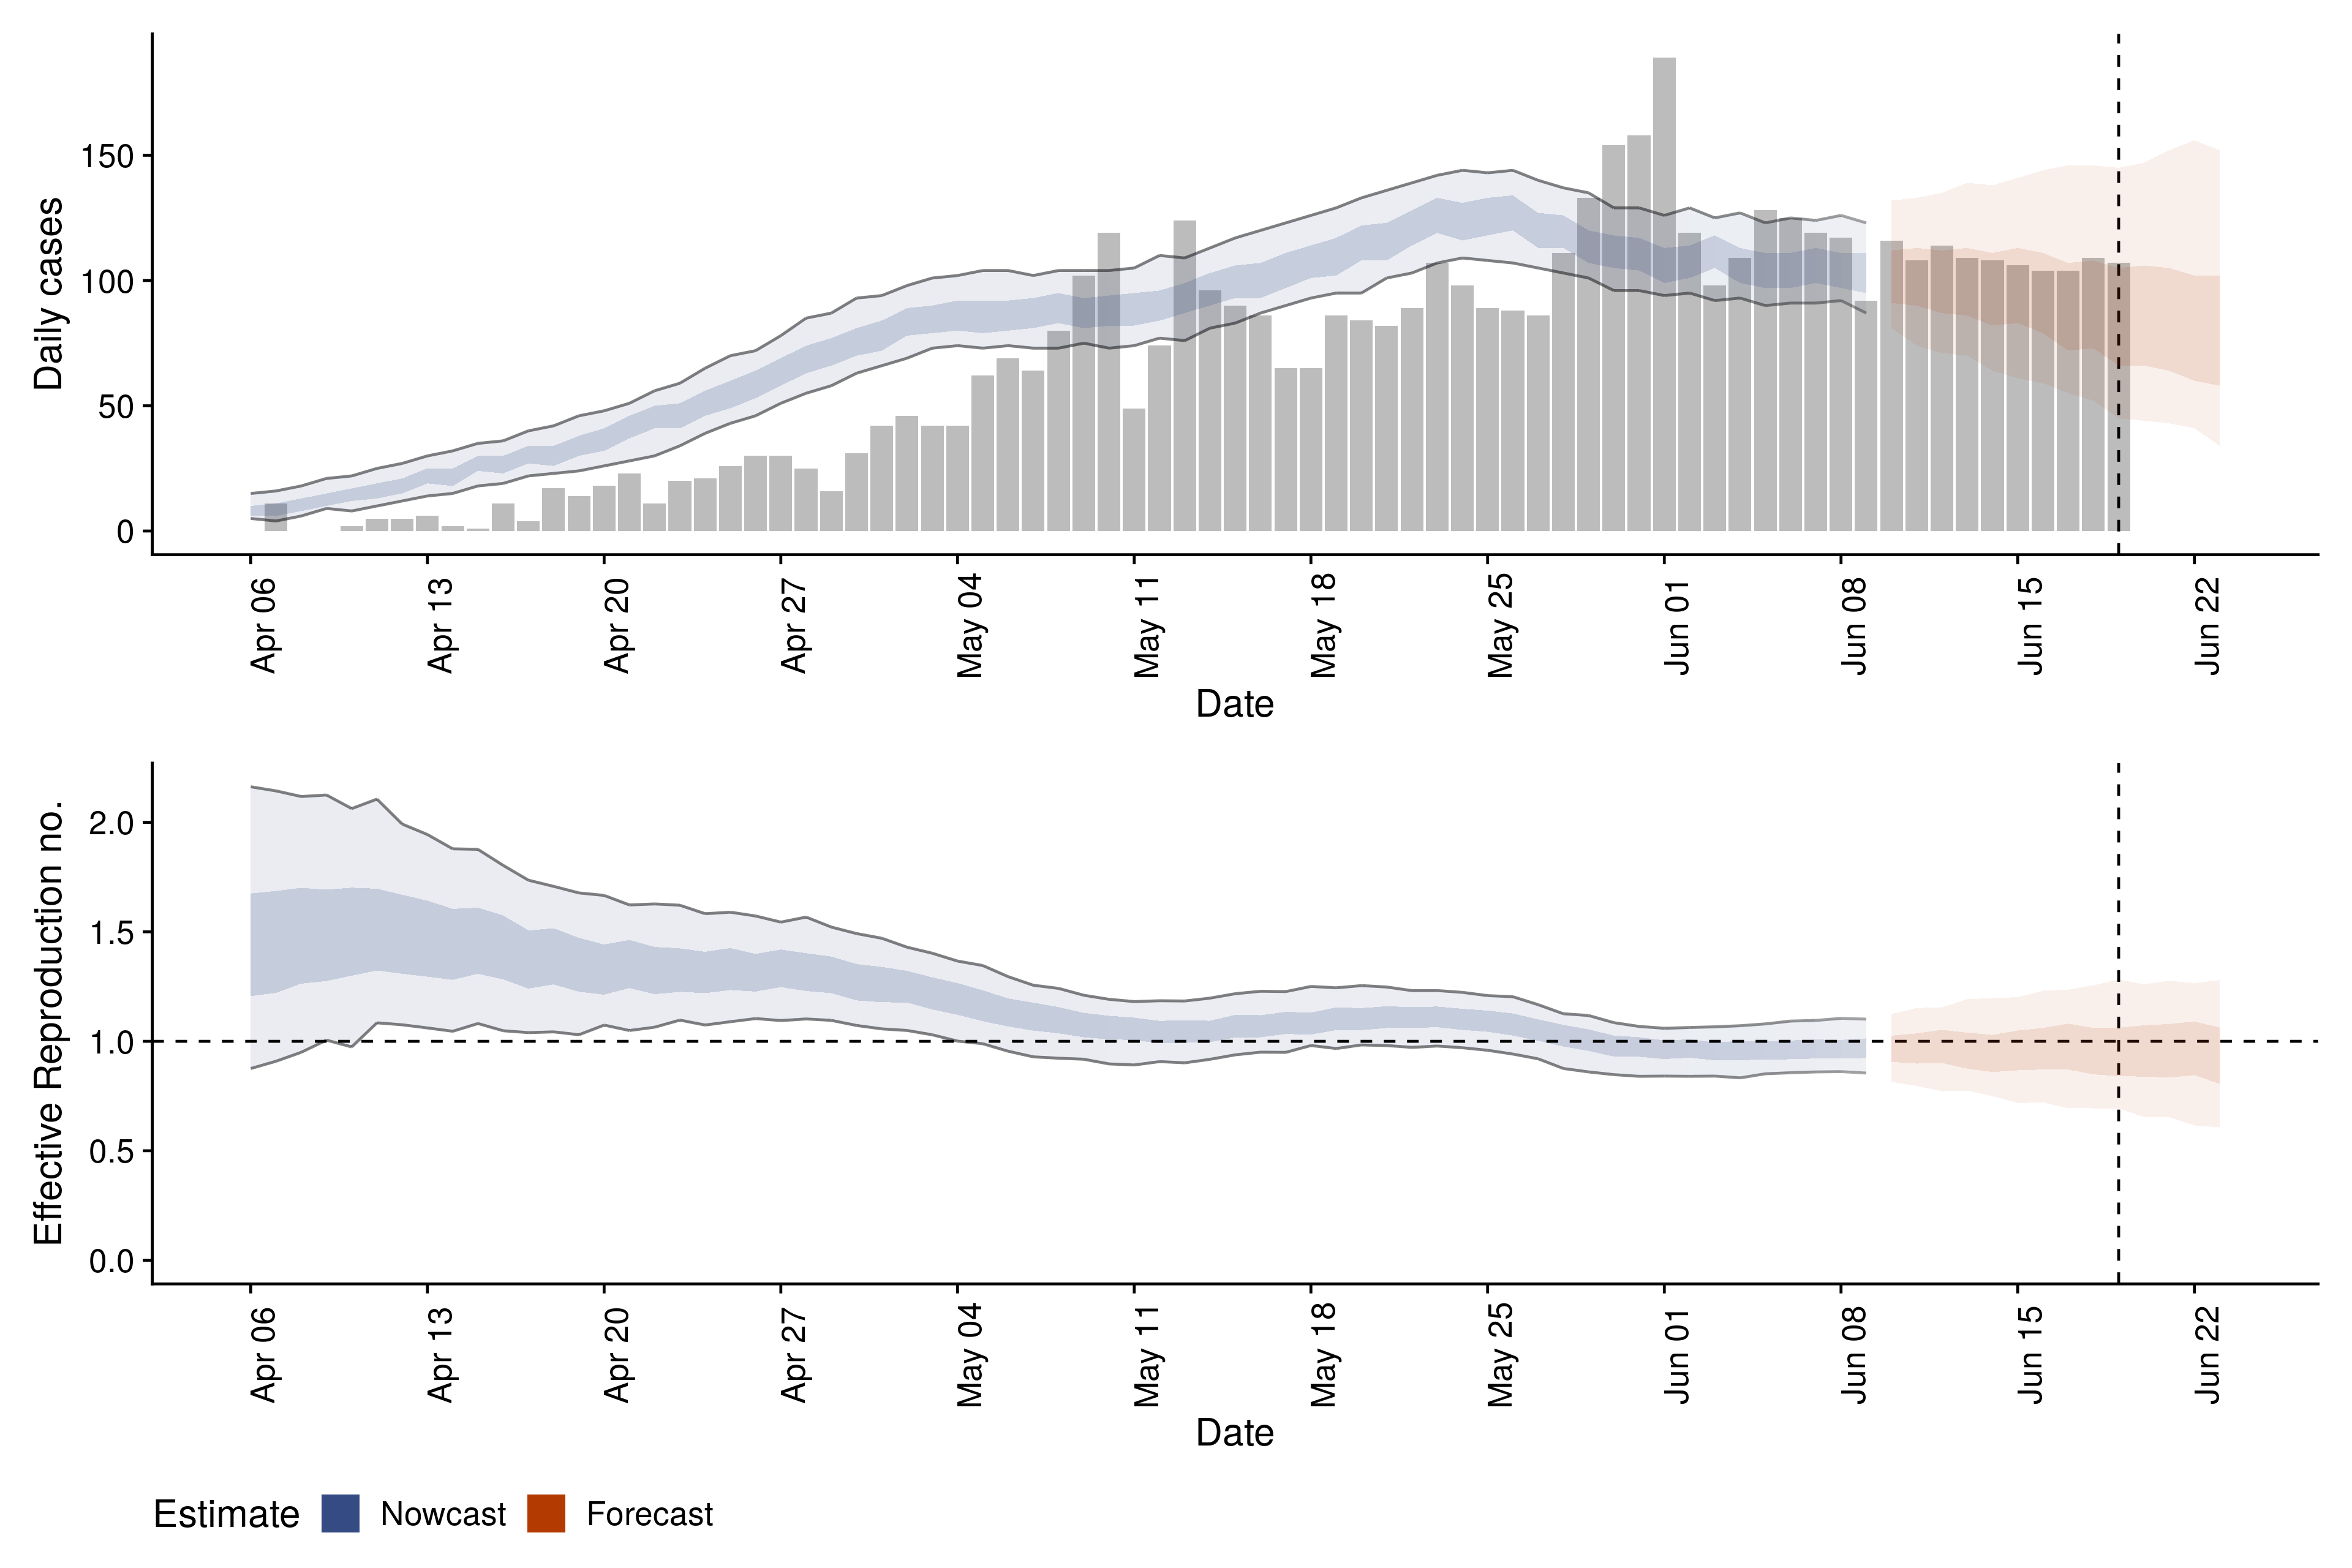 Daily cases
150
100
50
0
Apr 06
Apr 13
Apr 20
Apr 27
May 04
May 11
May 18
May 25
Jun 01
Jun 08
Jun 15
Jun 22
Date
Effective Reproduction no.
2.0
1.5
1.0
0.5
0.0
Apr 06
Apr 13
Apr 20
Apr 27
May 04
May 11
May 18
May 25
Jun 01
Jun 08
Jun 15
Jun 22
Date
Estimate Nowcast Forecast